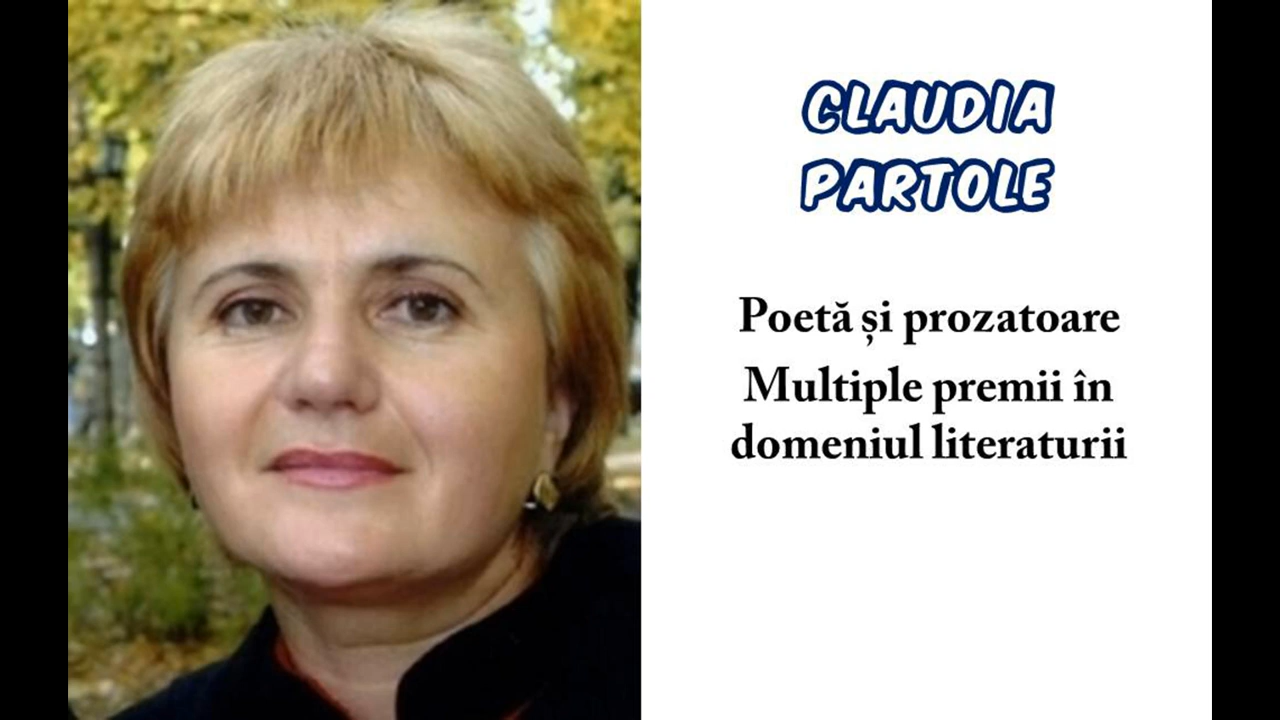 CLAUDIA
PARTOLE
Poetă și prozatoare
Multiple premii în
domeniul literaturii